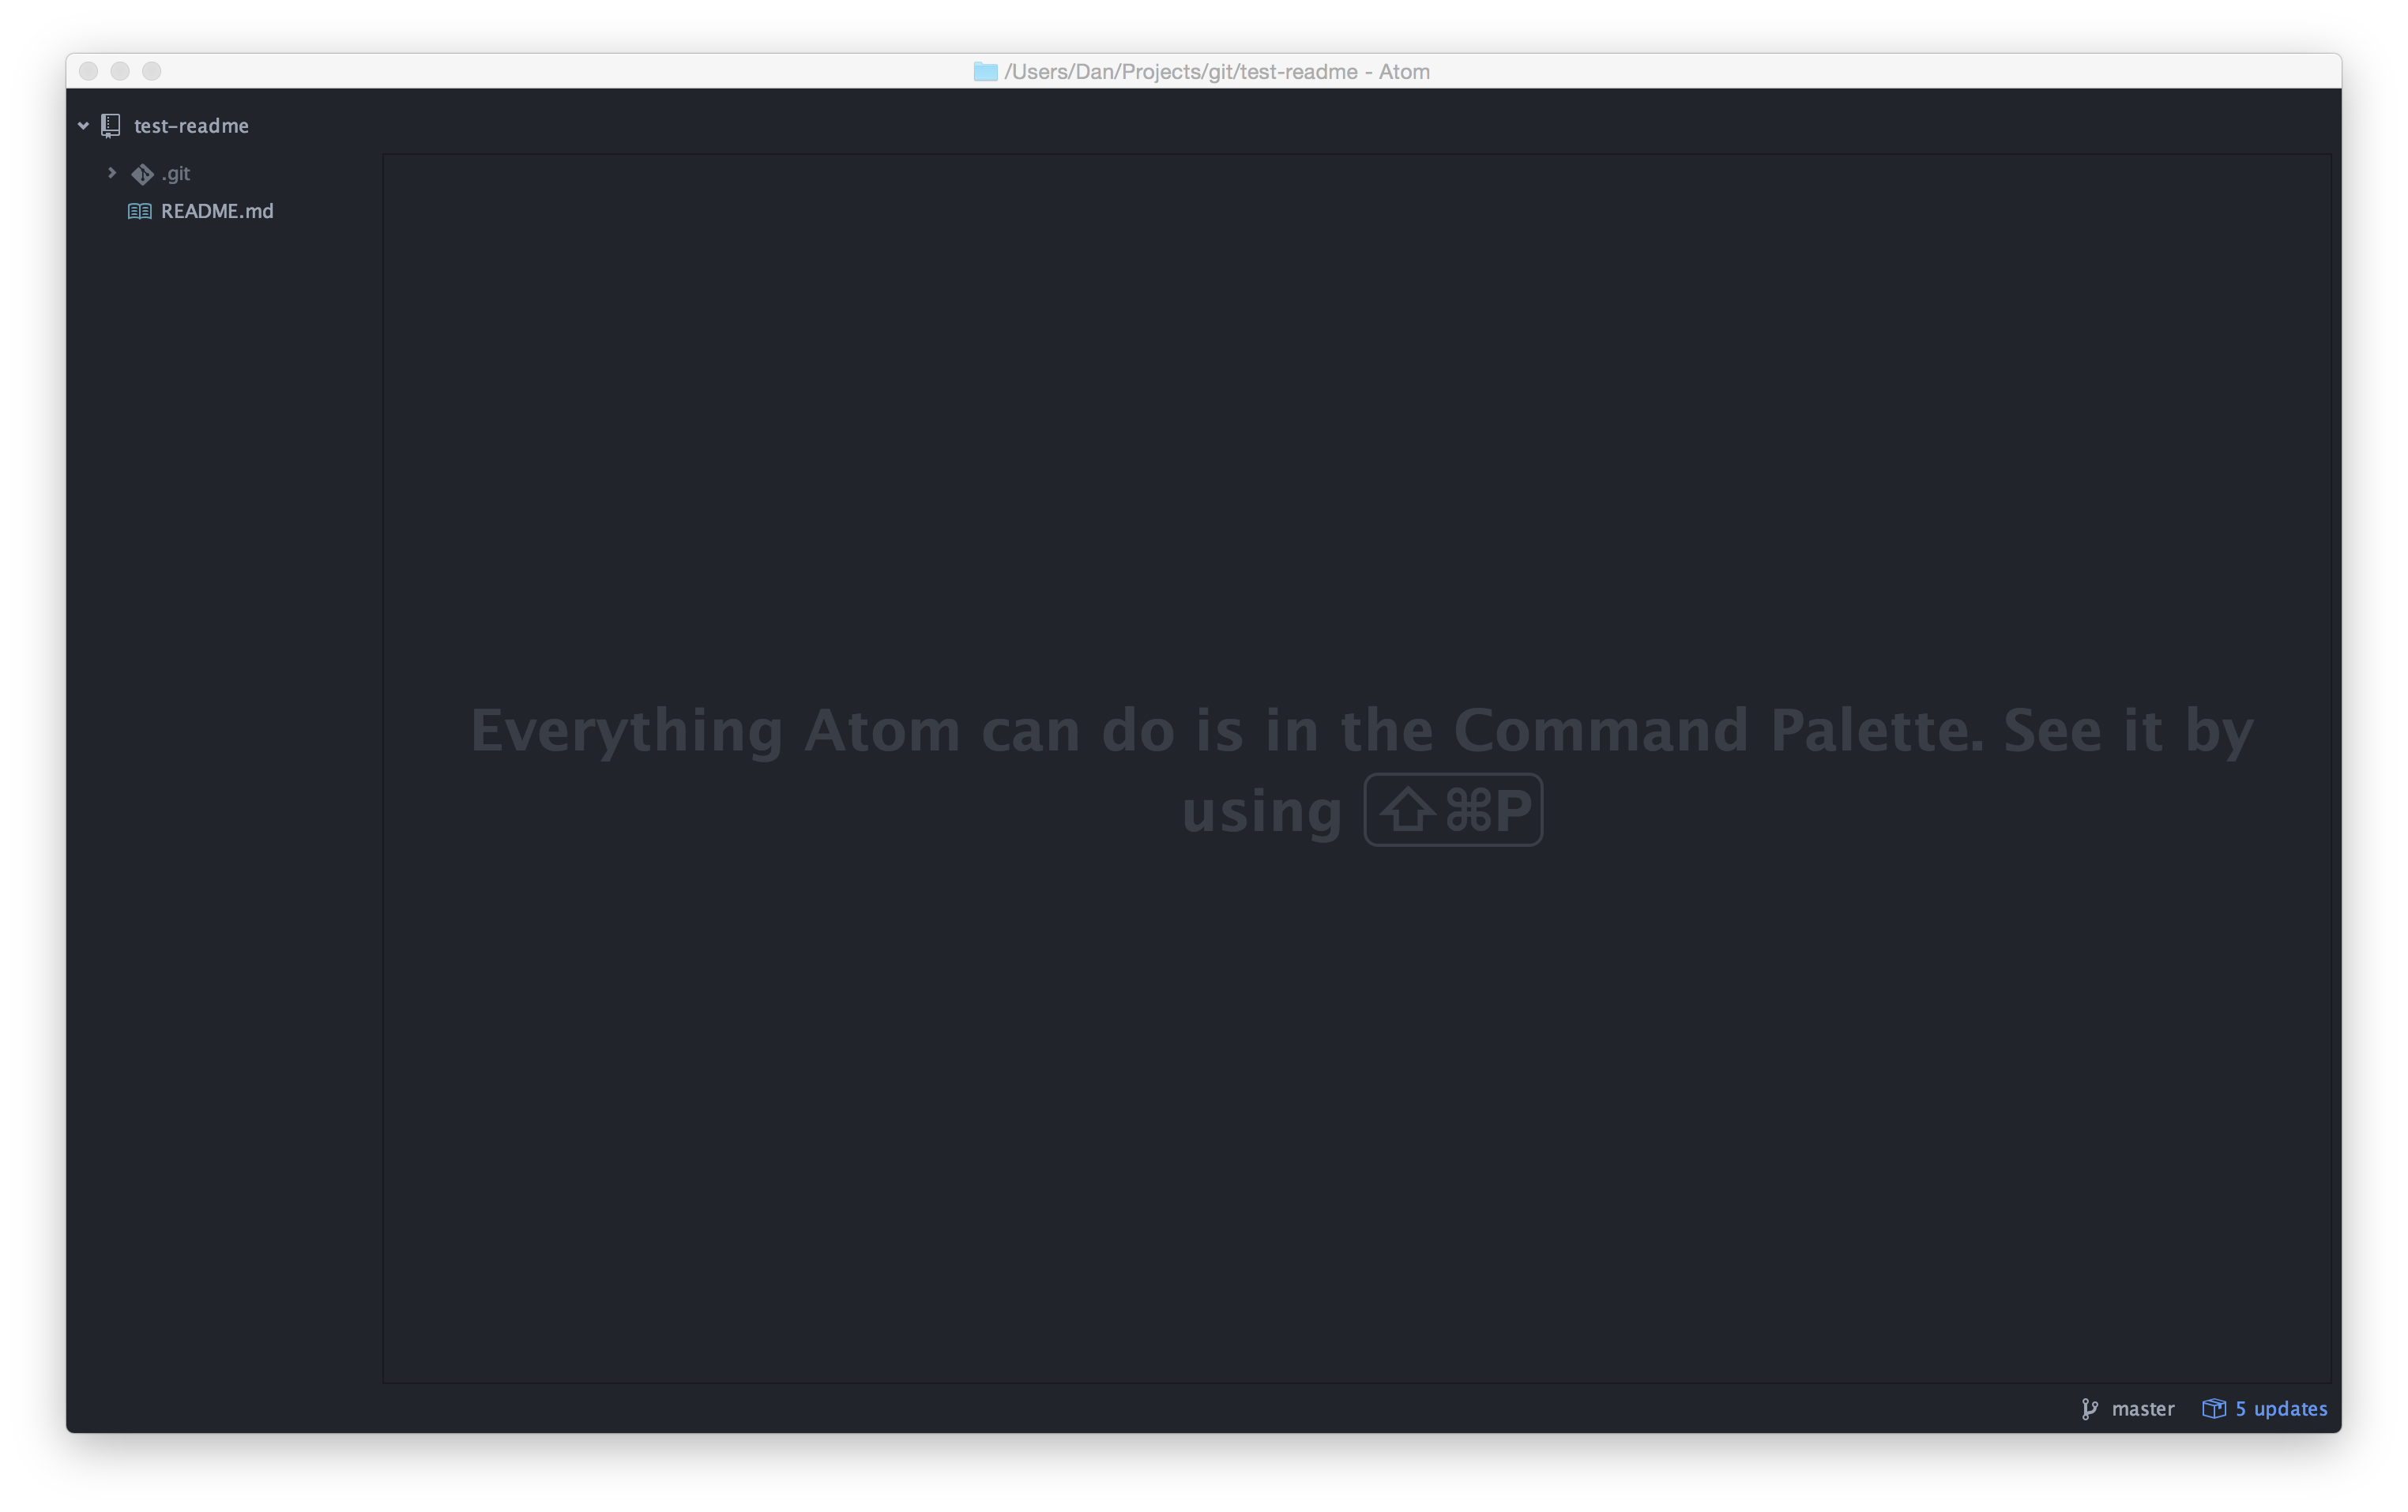 /Users/Dan/Projects/git/test-readme - Atom
test-readme
.git
README.md
Everything Atom can do is in the Command Palette. See it by
using ⇧⌘P
master 5 updates